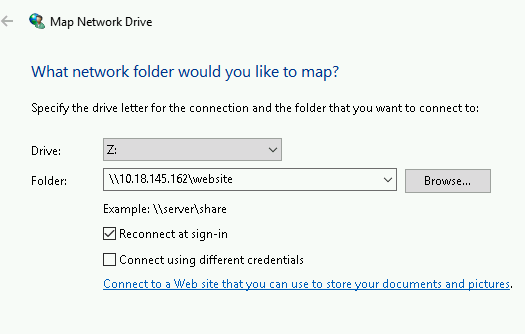 Map Network Drive
What network folder would you like to map?
Specify the drive letter for the connection and the folder that you want to connect to:
Drive: Z:
Folder: \\10.18.145.162\website Browse...
Example: \\server\share
Reconnect at sign-in
Connect using different credentials
Connect to a Web site that you can use to store your documents and pictures.